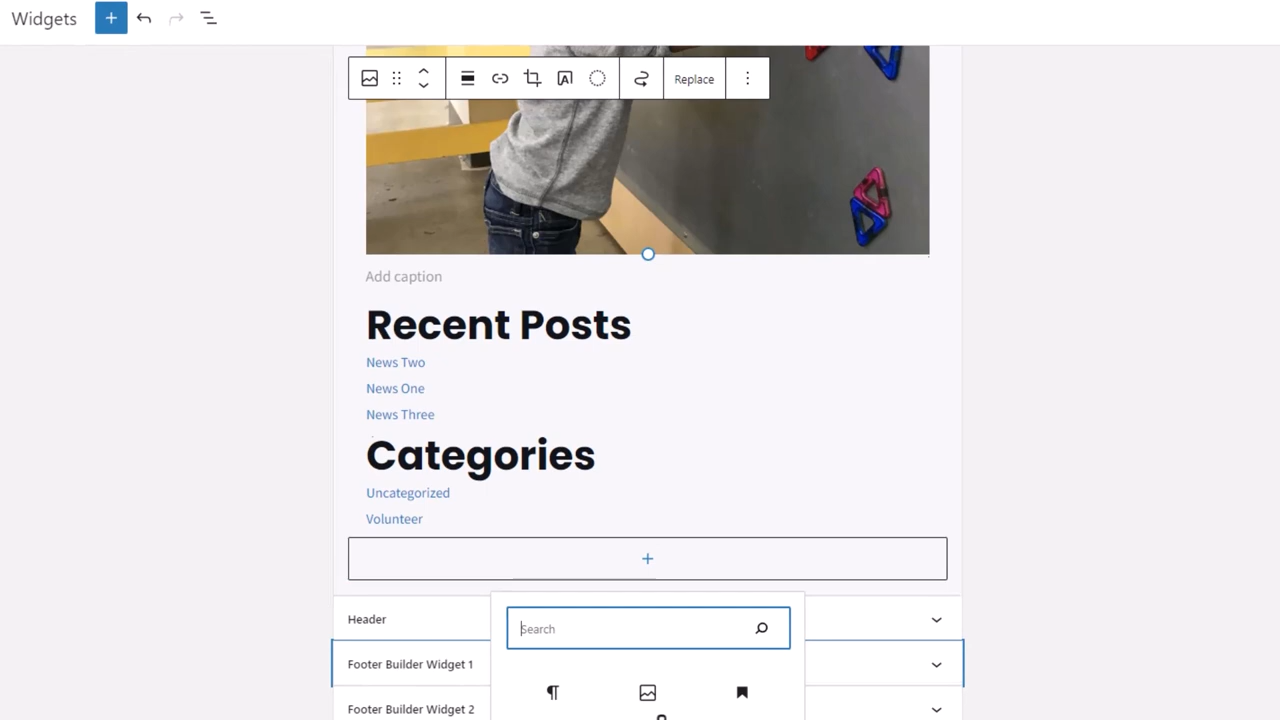 Widgets
Replace
Add caption
Recent Posts
News Two
News One
News Three
Categories
Uncategorized
Volunteer
Header
Search
Footer Builder Widget 1
Footer Builder Widget 2